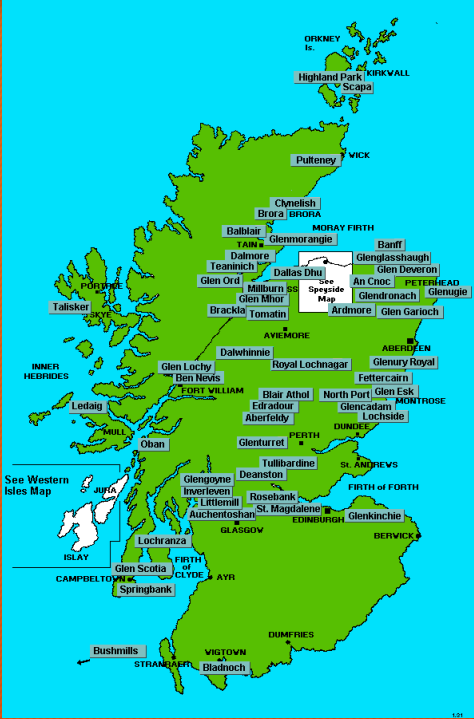 ORKNEY
Is.
Highland Park
KIRKWALL
Scapa
Pulteney
WICK
Clynelish
Brora
BRORA
Balblair
MORAY FIRTH
TAIN
Glenmorangie
Banff
Dalmore
Glenglasshaugh
Teaninich
Dallas Dhu
Glen Deveron
Glen Ord
See
Speyside
Map
An Cnoc
PETERHEAD
Millburn
SS
Glendronach
Glenugie
Glen Mhor
Brackla
Tomatin
Ardmore
Glen Garioch
PORTREE
Talisker
SKYE
AVIEMORE
ABERDEEN
Dalwhinnie
Royal Lochnagar
Glenury Royal
INNER
HEBRIDES
Glen Lochy
Ben Nevis
Fettercairn
FORT WILLIAM
Blair Athol
North Port
Glen Esk
MONTROSE
Ledaig
Edradour
Glencadam
Aberfeldy
Lochside
MULL
DUNDEE
Oban
Glenturret
PERTH
Tullibardine
St. ANDREWS
See Western
Isles Map
Glengoyne
Deanston
JURA
Inverleven
Rosebank
FIRTH of FORTH
Littlemill
St. Magdalene
Auchentoshan
EDINBURGH
Glenkinchie
GLASGOW
BERWICK
Lochranza
ISLAY
FIRTH
of
CLYDE
Glen Scotia
CAMPBELTOWN
AYR
Springbank
DUMFRIES
Bushmills
WIGTOWN
STRANRAER
Bladnoch
1.01